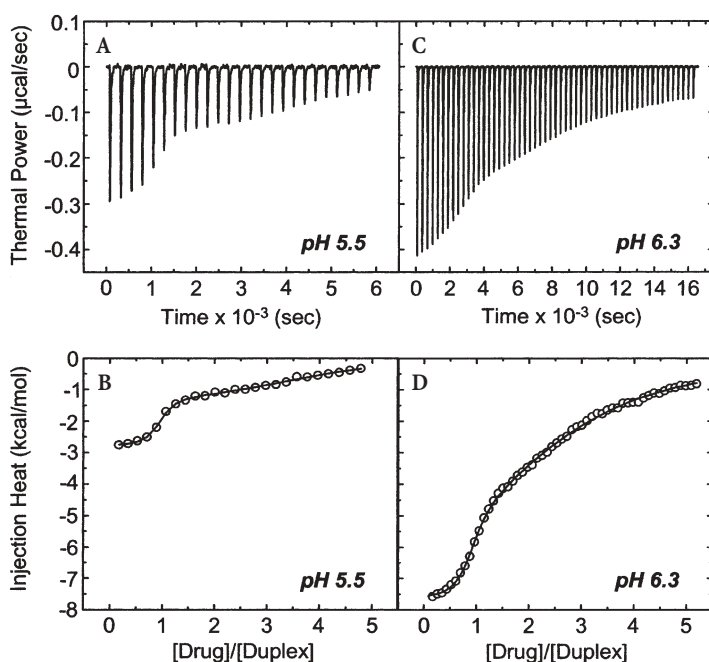 A
C
Thermal Power (µcal/sec)
0.1
0
-0.1
-0.2
-0.3
-0.4
pH 5.5
pH 6.3
0 1 2 3 4 5 6
0 2 4 6 8 10 12 14 16
Time x 10⁻³ (sec)
Time x 10⁻³ (sec)
B
D
Injection Heat (kcal/mol)
0
-1
-2
-3
-4
-5
-6
-7
-8
pH 5.5
pH 6.3
0 1 2 3 4 5
0 1 2 3 4 5
[Drug]/[Duplex]
[Drug]/[Duplex]